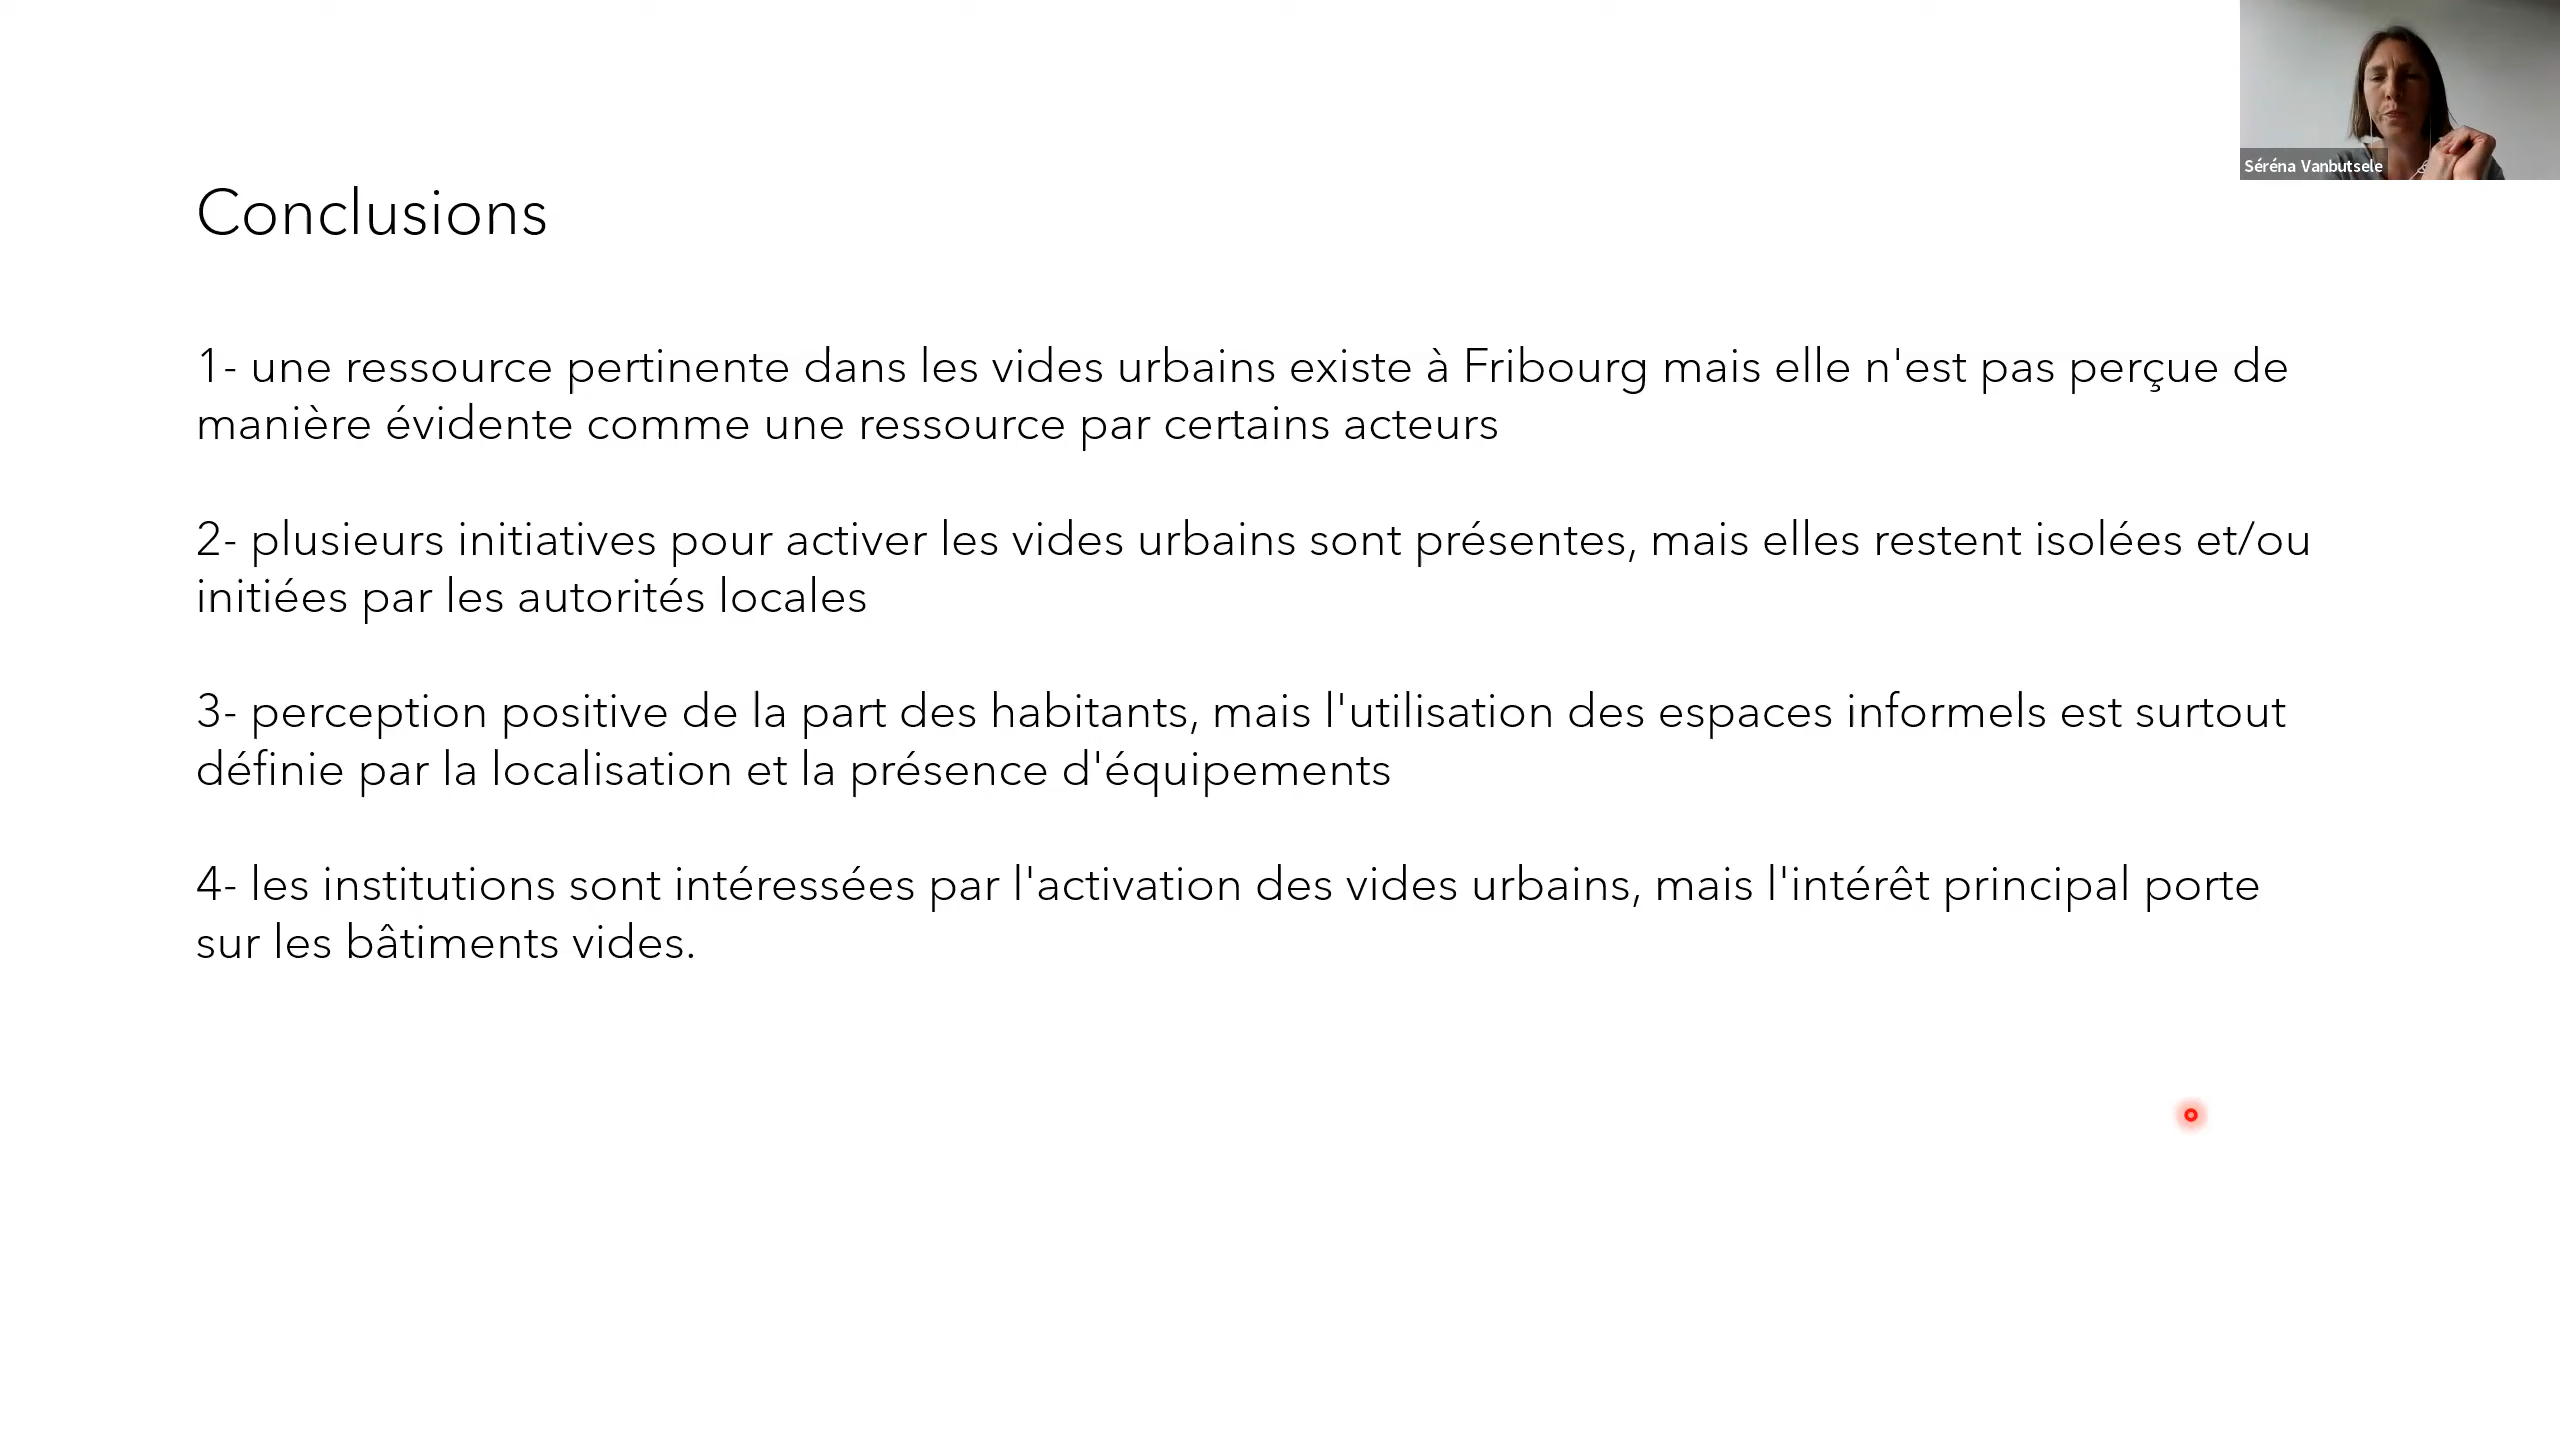 Séréna Vanbutsele
Conclusions
1- une ressource pertinente dans les vides urbains existe à Fribourg mais elle n'est pas perçue de
manière évidente comme une ressource par certains acteurs
2- plusieurs initiatives pour activer les vides urbains sont présentes, mais elles restent isolées et/ou
initiées par les autorités locales
3- perception positive de la part des habitants, mais l'utilisation des espaces informels est surtout
définie par la localisation et la présence d'équipements
4- les institutions sont intéressées par l'activation des vides urbains, mais l'intérêt principal porte
sur les bâtiments vides.